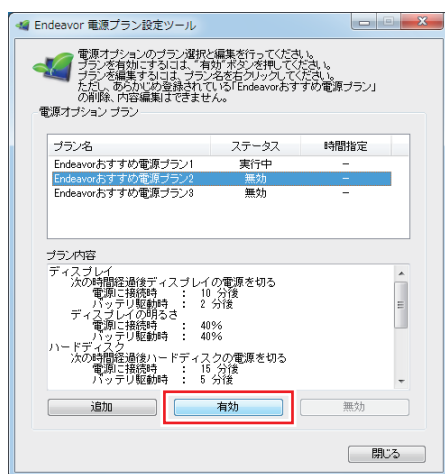 Endeavor 電源プラン設定ツール
電源オプションのプラン選択と編集を行ってください。
プランを有効にするには、"有効"ボタンを押してください。
プランを編集するには、プラン名を右クリックしてください。
ただし、あらかじめ登録されている「Endeavorおすすめ電源プラン」
の削除、内容編集はできません。
電源オプション プラン
プラン名 ステータス 時間指定
Endeavorおすすめ電源プラン1 実行中 −
Endeavorおすすめ電源プラン2 無効 −
Endeavorおすすめ電源プラン3 無効 −
プラン内容
ディスプレイ
次の時間経過後ディスプレイの電源を切る
電源に接続時 : 10 分後
バッテリ駆動時 : 2 分後
ディスプレイの明るさ
電源に接続時 : 40%
バッテリ駆動時 : 40%
ハードディスク
次の時間経過後ハードディスクの電源を切る
電源に接続時 : 15 分後
バッテリ駆動時 : 5 分後
追加 有効 無効
閉じる